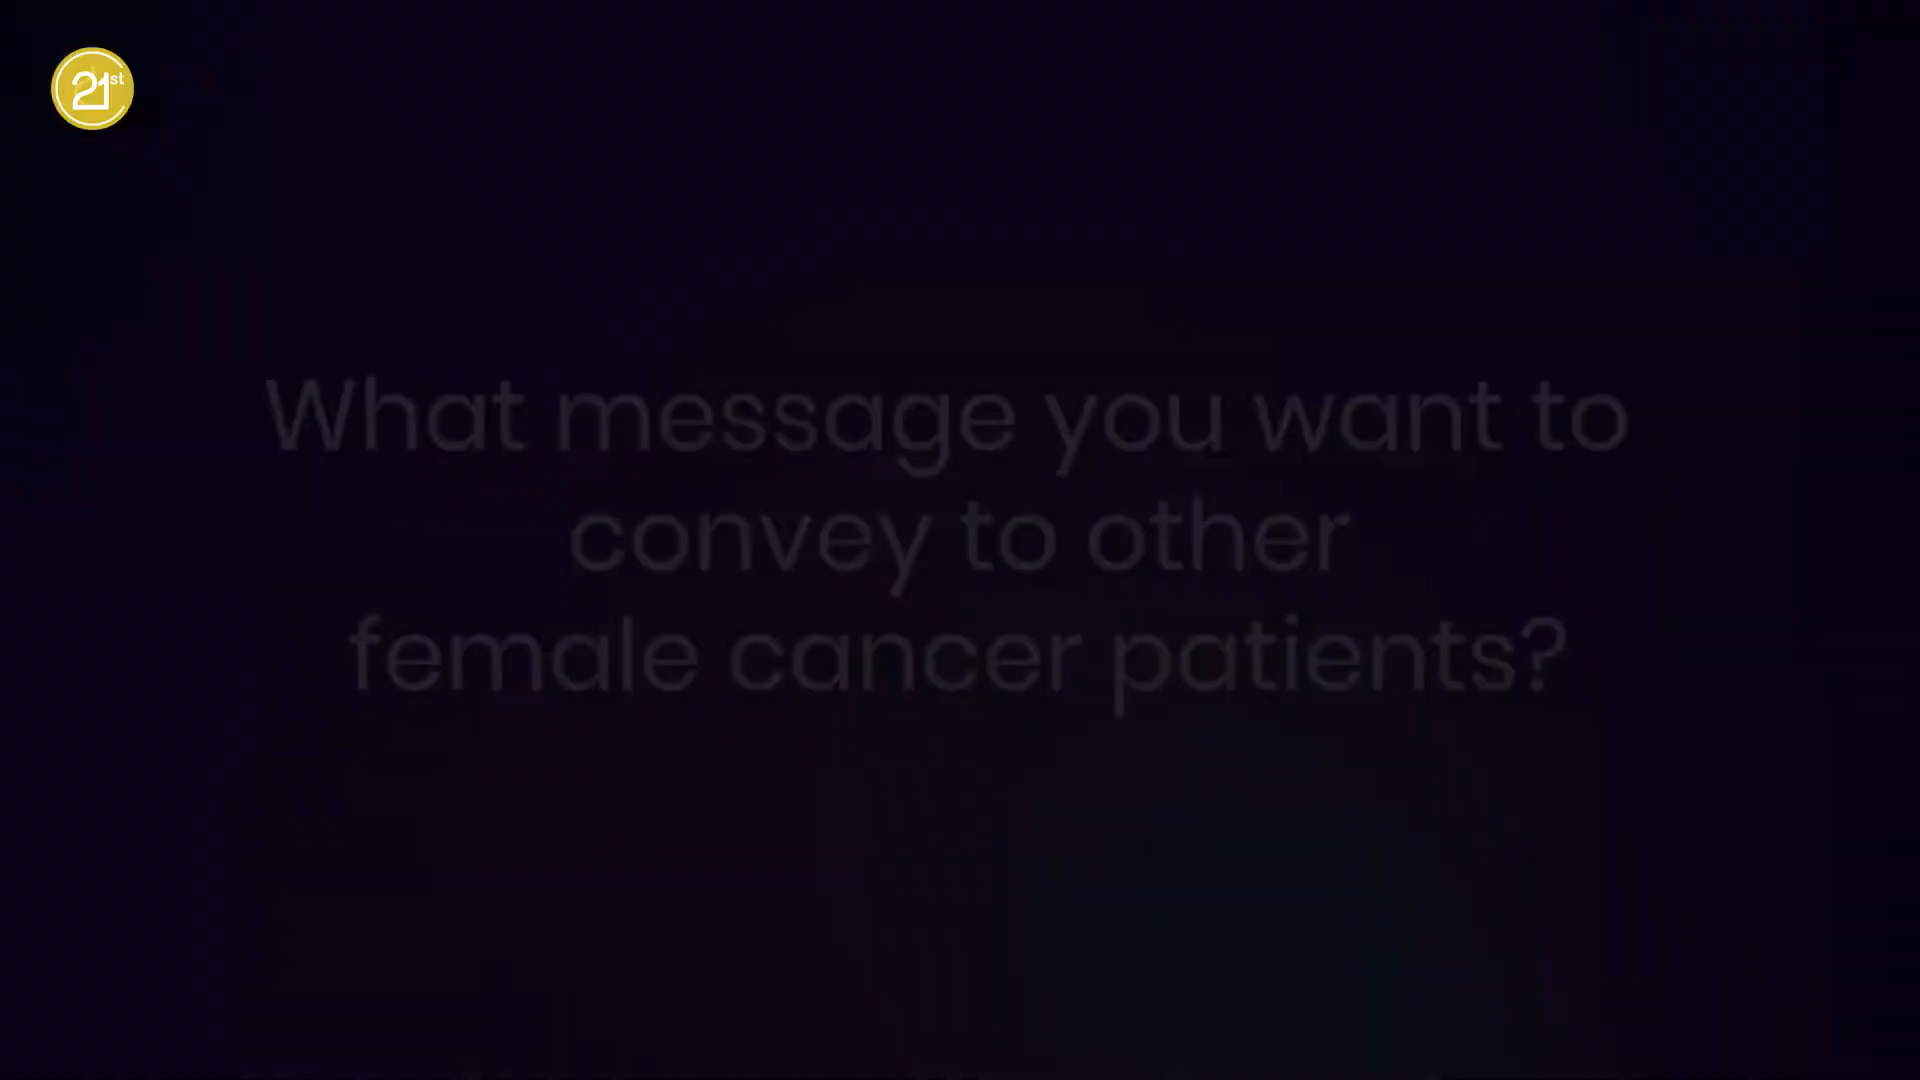 21st
What message you want to
convey to other
female cancer patients?